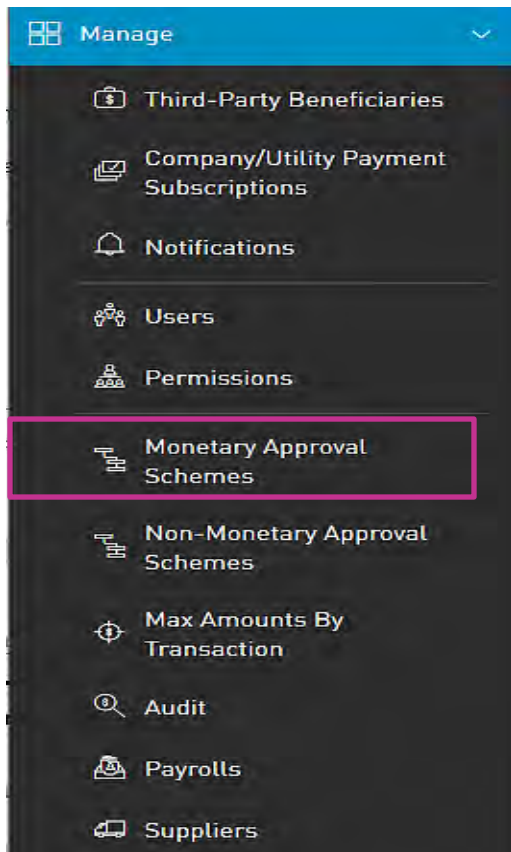 Manage
Third-Party Beneficiaries
Company/Utility Payment
Subscriptions
Notifications
Users
Permissions
Monetary Approval
Schemes
Non-Monetary Approval
Schemes
Max Amounts By
Transaction
Audit
Payrolls
Suppliers